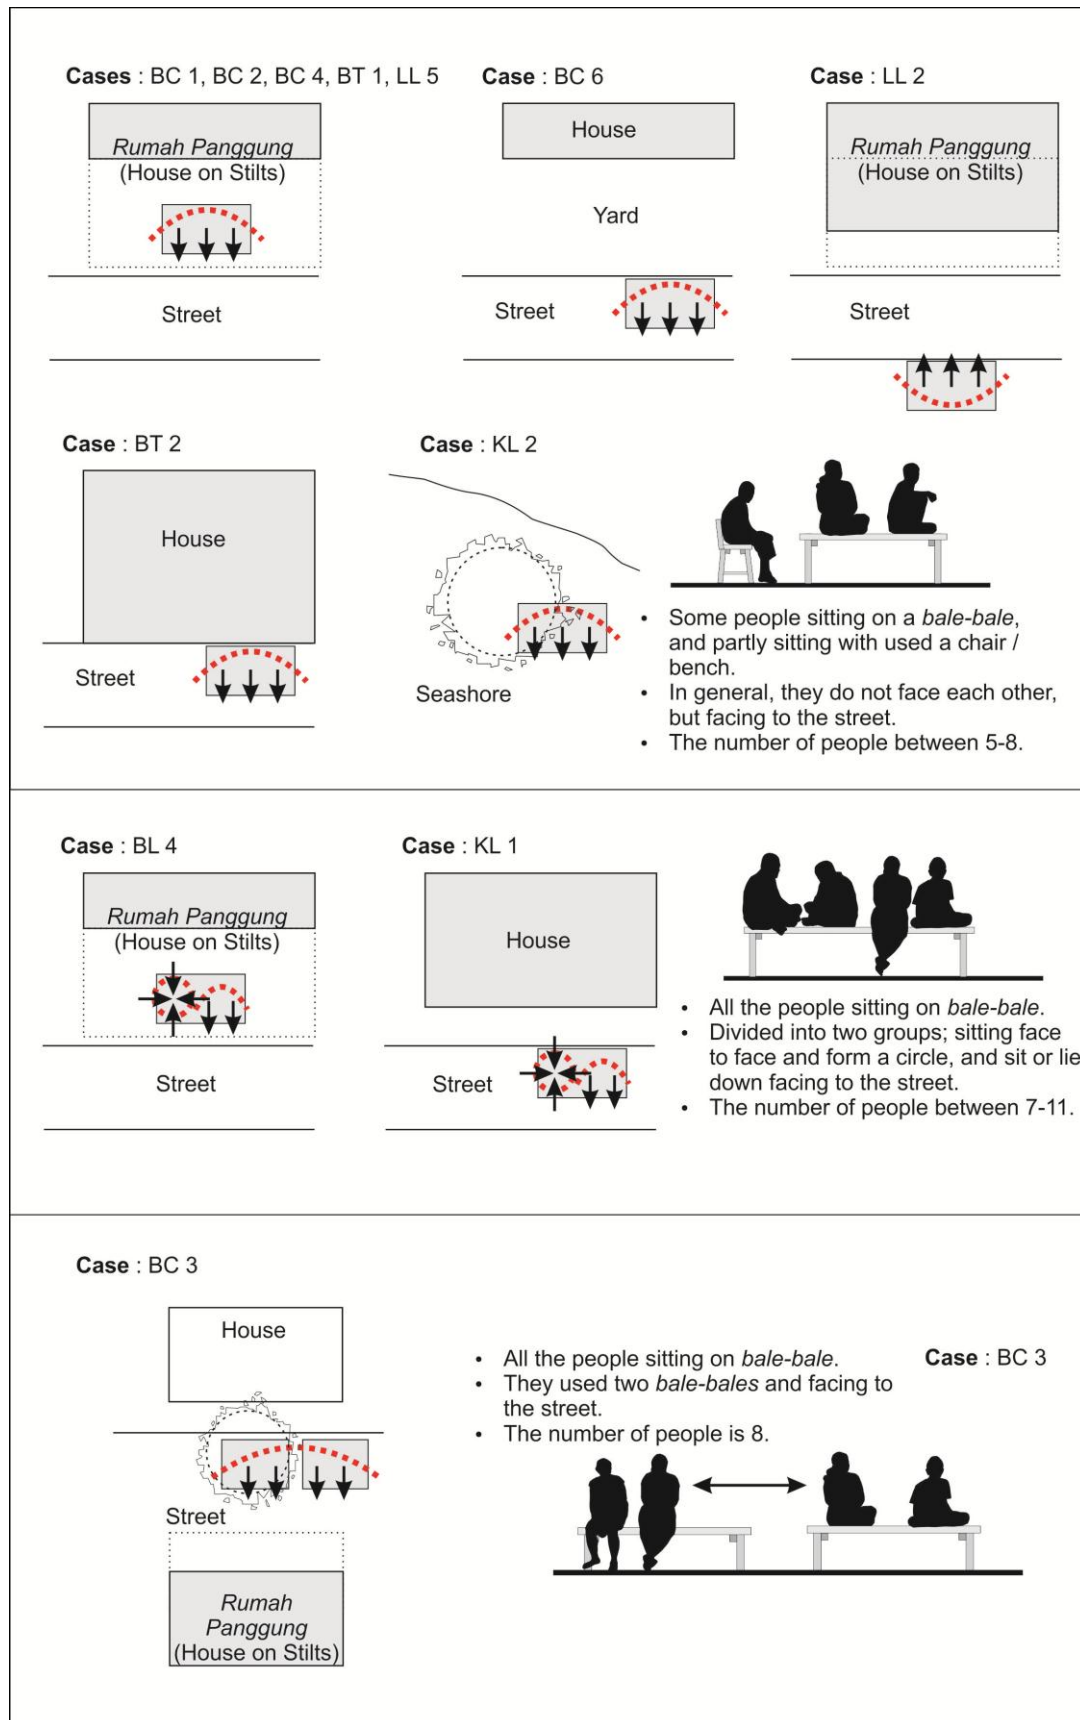 Cases : BC 1, BC 2, BC 4, BT 1, LL 5
Rumah Panggung
(House on Stilts)
Street
Case : BC 6
House
Yard
Street
Case : LL 2
Rumah Panggung
(House on Stilts)
Street
Case : BT 2
House
Street
Case : KL 2
Seashore
• Some people sitting on a bale-bale,
and partly sitting with used a chair /
bench.
• In general, they do not face each other,
but facing to the street.
• The number of people between 5-8.
Case : BL 4
Rumah Panggung
(House on Stilts)
Street
Case : KL 1
House
Street
• All the people sitting on bale-bale.
• Divided into two groups; sitting face
to face and form a circle, and sit or lie
down facing to the street.
• The number of people between 7-11.
Case : BC 3
House
Street
Rumah
Panggung
(House on Stilts)
• All the people sitting on bale-bale.
• They used two bale-bales and facing to
the street.
• The number of people is 8.
Case : BC 3